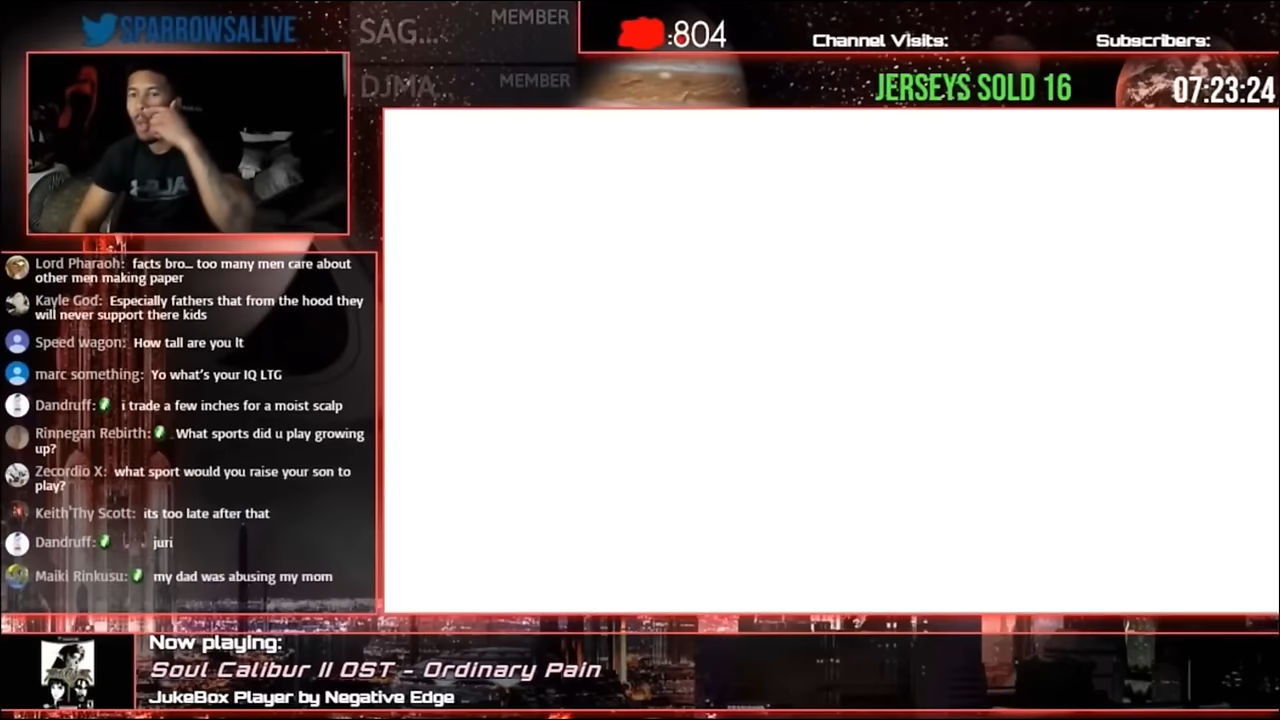 SPARROWSALIVE
SAG... MEMBER
DJMA... MEMBER
:804
Channel Visits:
Subscribers:
JERSEYS SOLD 16
07:23:24
Lord Pharaoh: facts bro... too many men care about
other men making paper
Kayle God: Especially fathers that from the hood they
will never support there kids
Speed wagon: How tall are you lt
marc something: Yo what's your IQ LTG
Dandruff: i trade a few inches for a moist scalp
Rinnegan Rebirth: What sports did u play growing
up?
Zecordio X: what sport would you raise your son to
play?
Keith Thy Scott: its too late after that
Dandruff: juri
Maiki Rinkusu: my dad was abusing my mom
Now playing:
Soul Calibur II OST - Ordinary Pain
JukeBox Player by Negative Edge